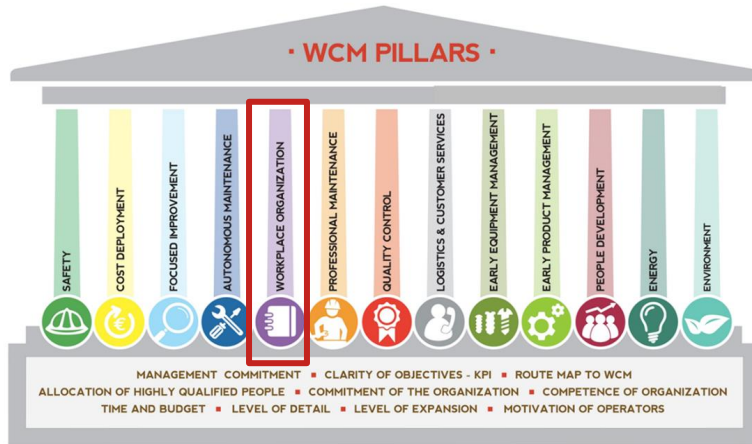 · WCM PILLARS ·
SAFETY
COST DEPLOYMENT
FOCUSED IMPROVEMENT
AUTONOMOUS MAINTENANCE
WORKPLACE ORGANIZATION
PROFESSIONAL MAINTENANCE
QUALITY CONTROL
LOGISTICS & CUSTOMER SERVICES
EARLY EQUIPMENT MANAGEMENT
EARLY PRODUCT MANAGEMENT
PEOPLE DEVELOPMENT
ENERGY
ENVIRONMENT
€
MANAGEMENT COMMITMENT ▪ CLARITY OF OBJECTIVES - KPI ▪ ROUTE MAP TO WCM
ALLOCATION OF HIGHLY QUALIFIED PEOPLE ▪ COMMITMENT OF THE ORGANIZATION ▪ COMPETENCE OF ORGANIZATION
TIME AND BUDGET ▪ LEVEL OF DETAIL ▪ LEVEL OF EXPANSION ▪ MOTIVATION OF OPERATORS